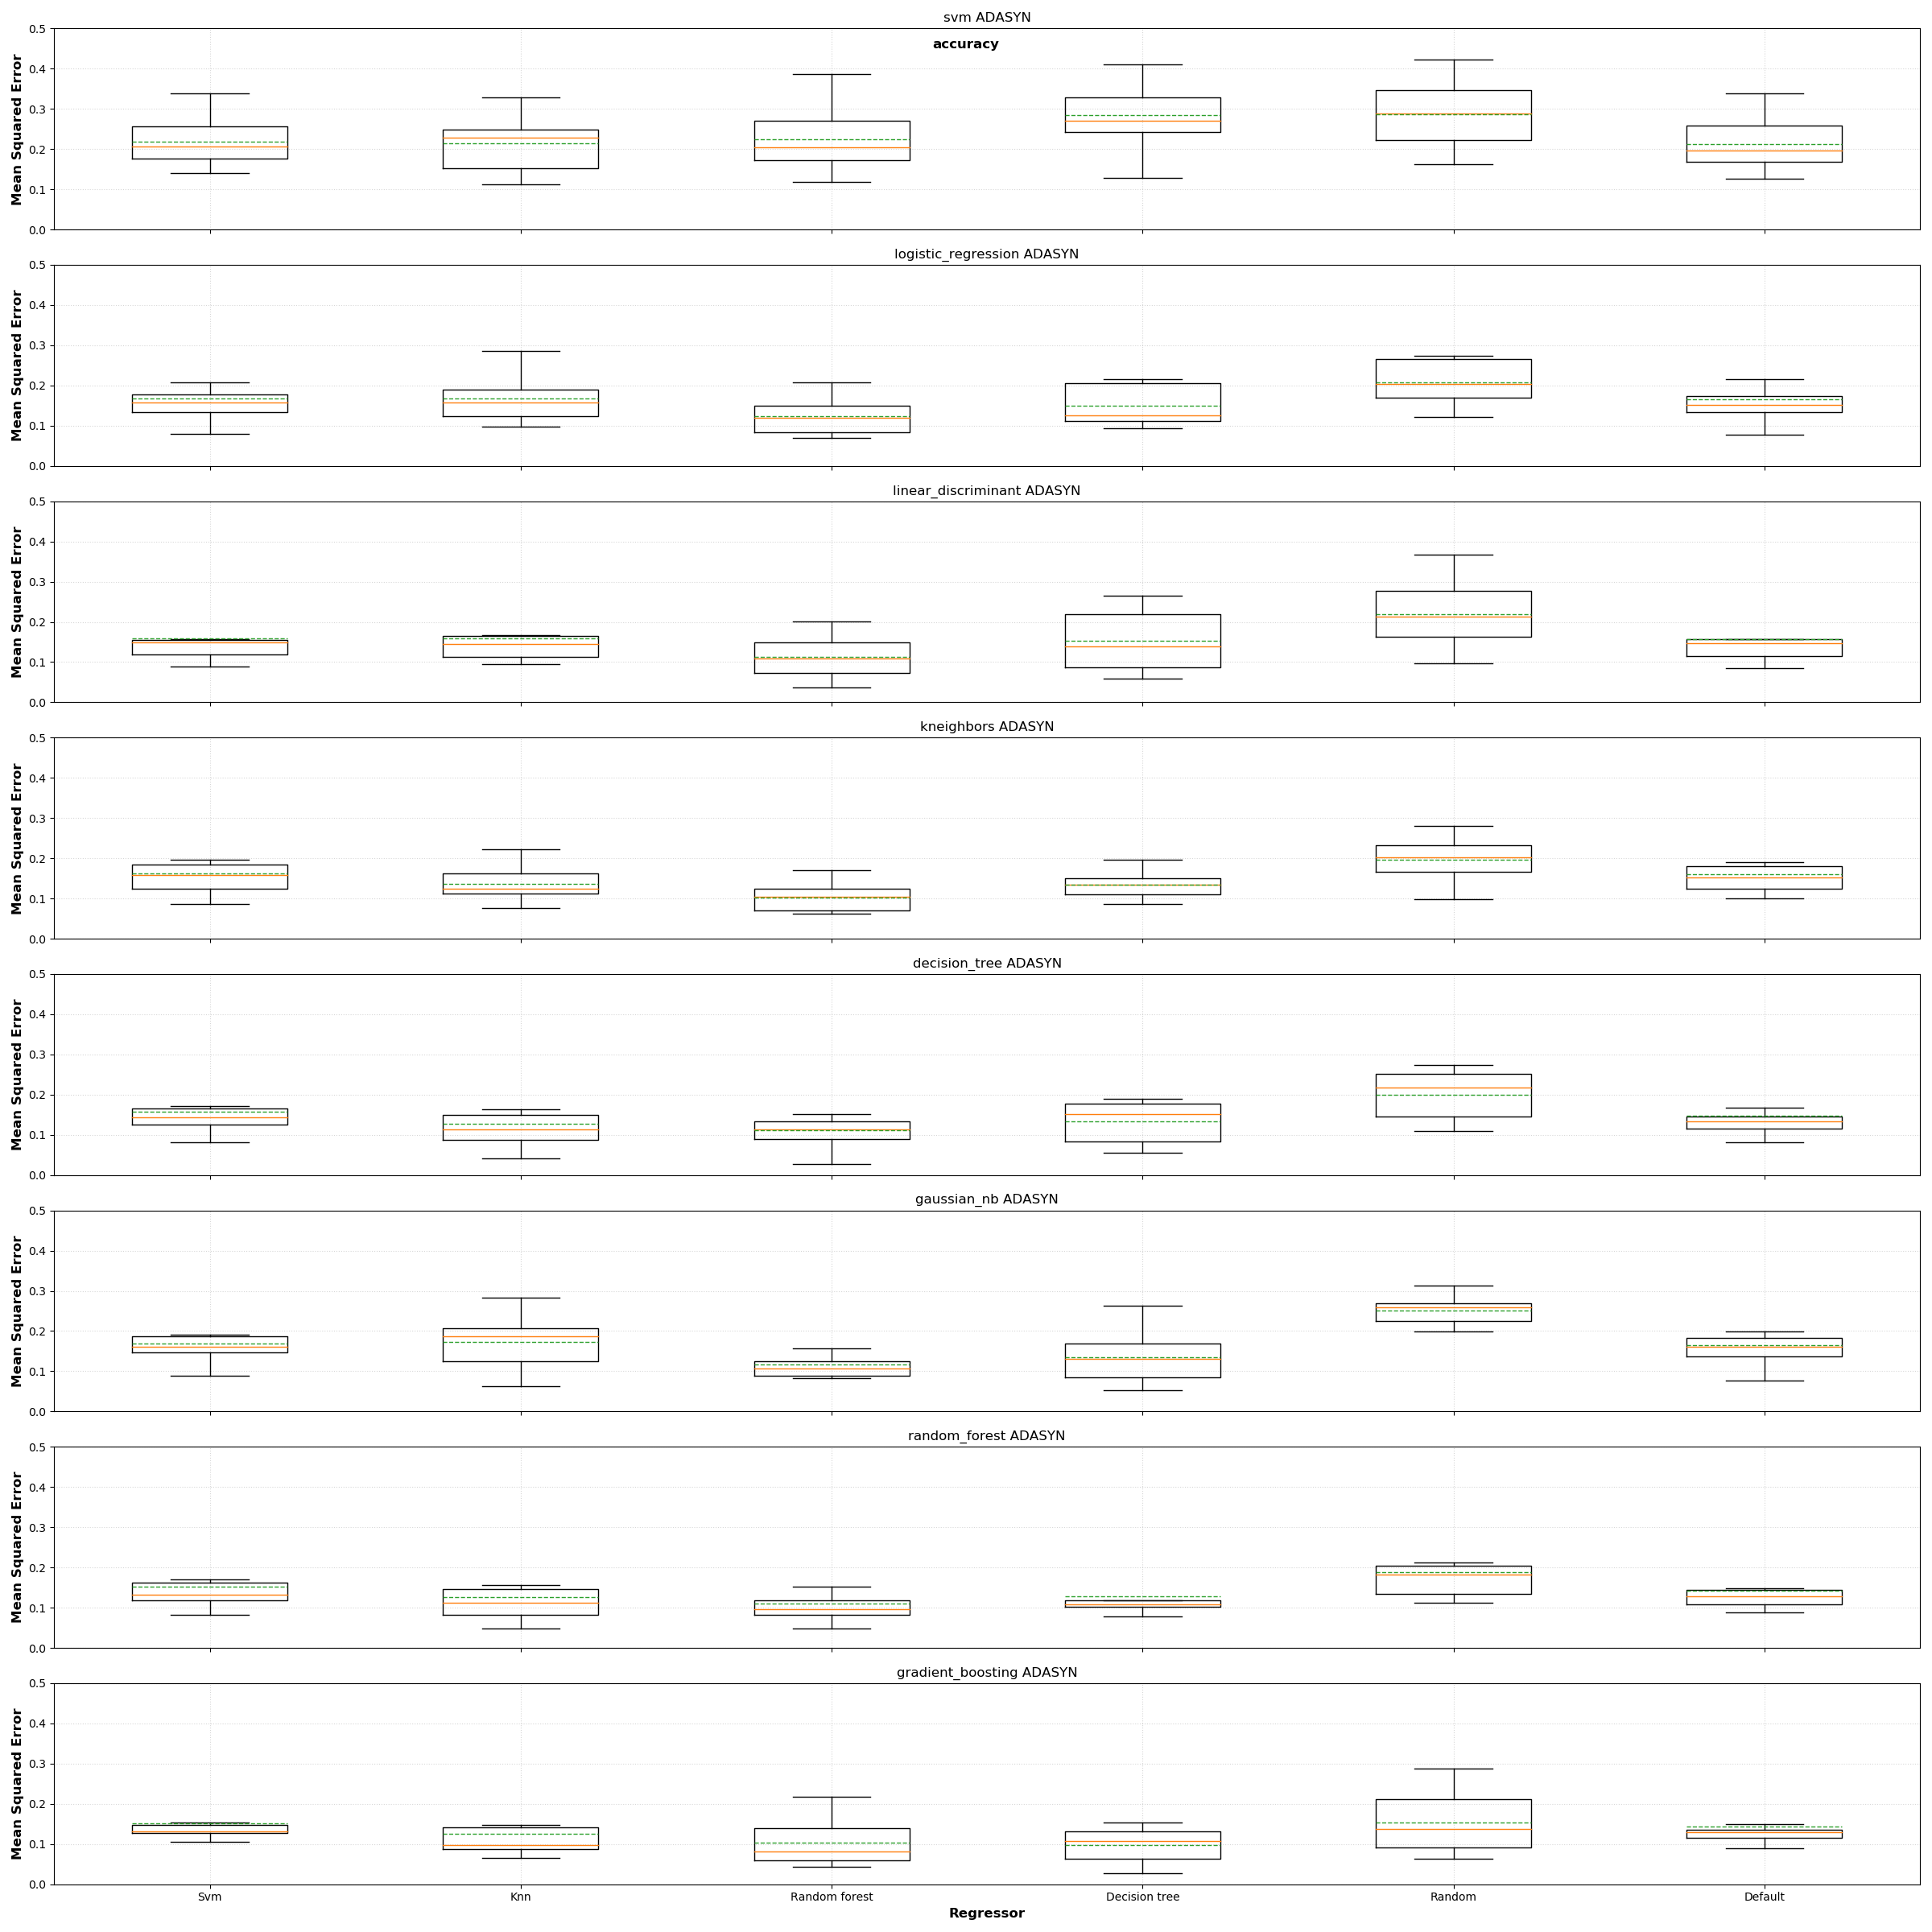 svm ADASYN
accuracy
Mean Squared Error
0.5
0.4
0.3
0.2
0.1
0.0
logistic_regression ADASYN
Mean Squared Error
0.5
0.4
0.3
0.2
0.1
0.0
linear_discriminant ADASYN
Mean Squared Error
0.5
0.4
0.3
0.2
0.1
0.0
kneighbors ADASYN
Mean Squared Error
0.5
0.4
0.3
0.2
0.1
0.0
decision_tree ADASYN
Mean Squared Error
0.5
0.4
0.3
0.2
0.1
0.0
gaussian_nb ADASYN
Mean Squared Error
0.5
0.4
0.3
0.2
0.1
0.0
random_forest ADASYN
Mean Squared Error
0.5
0.4
0.3
0.2
0.1
0.0
gradient_boosting ADASYN
Mean Squared Error
0.5
0.4
0.3
0.2
0.1
0.0
Svm Knn Random forest Decision tree Random Default
Regressor